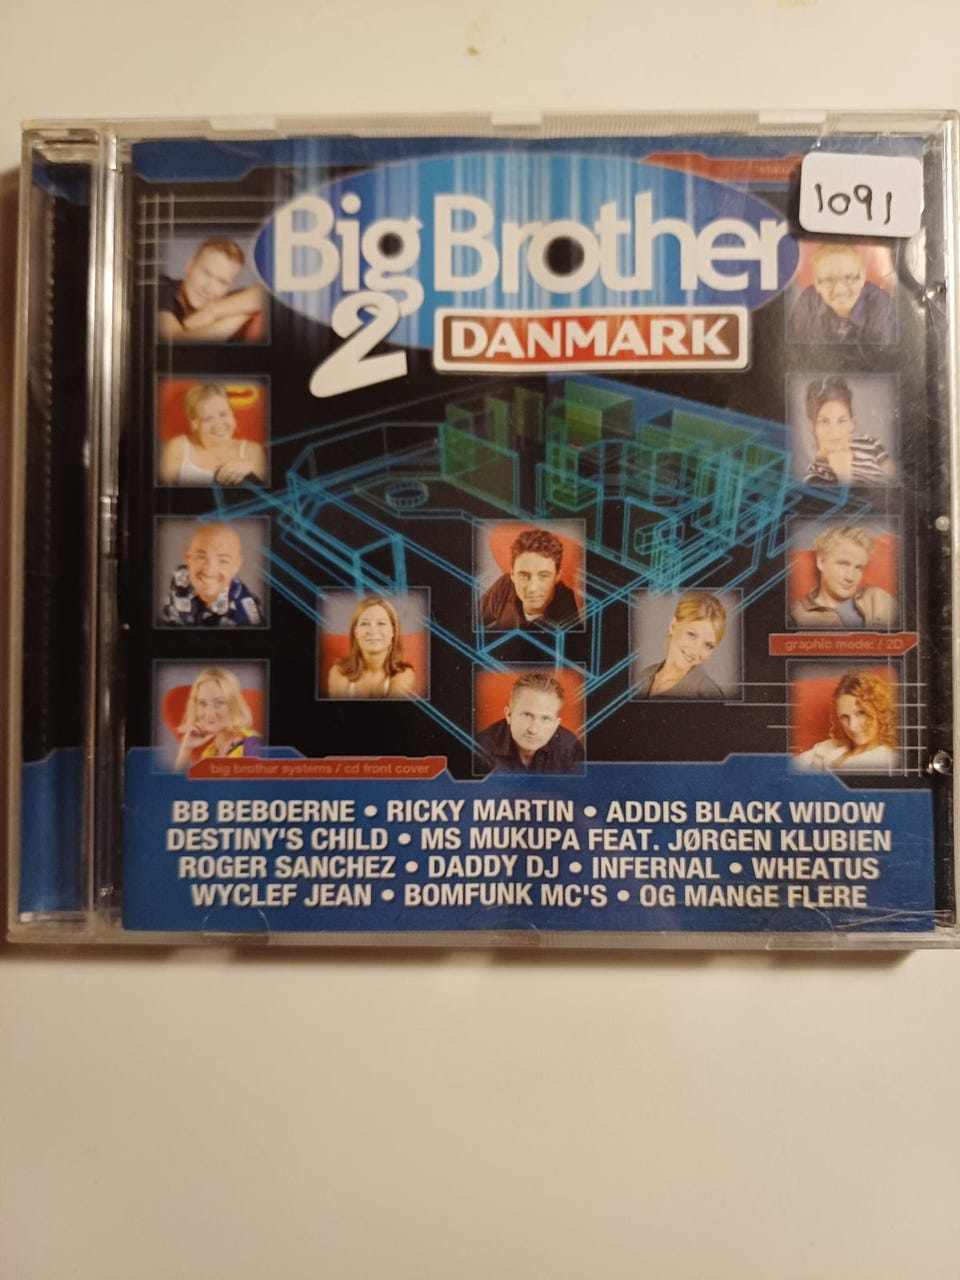 1091
Big Brother
2 DANMARK
graphic mode: / 2D
big brother systems / cd front cover
BB BEBOERNE • RICKY MARTIN • ADDIS BLACK WIDOW
DESTINY'S CHILD • MS MUKUPA FEAT. JØRGEN KLUBIEN
ROGER SANCHEZ • DADDY DJ • INFERNAL • WHEATUS
WYCLEF JEAN • BOMFUNK MC'S • OG MANGE FLERE